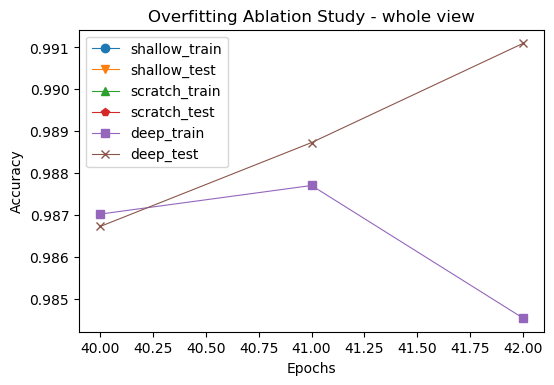 Overfitting Ablation Study - whole view
shallow_train
shallow_test
scratch_train
scratch_test
deep_train
deep_test
0.991
0.990
0.989
0.988
0.987
0.986
0.985
Accuracy
40.00 40.25 40.50 40.75 41.00 41.25 41.50 41.75 42.00
Epochs